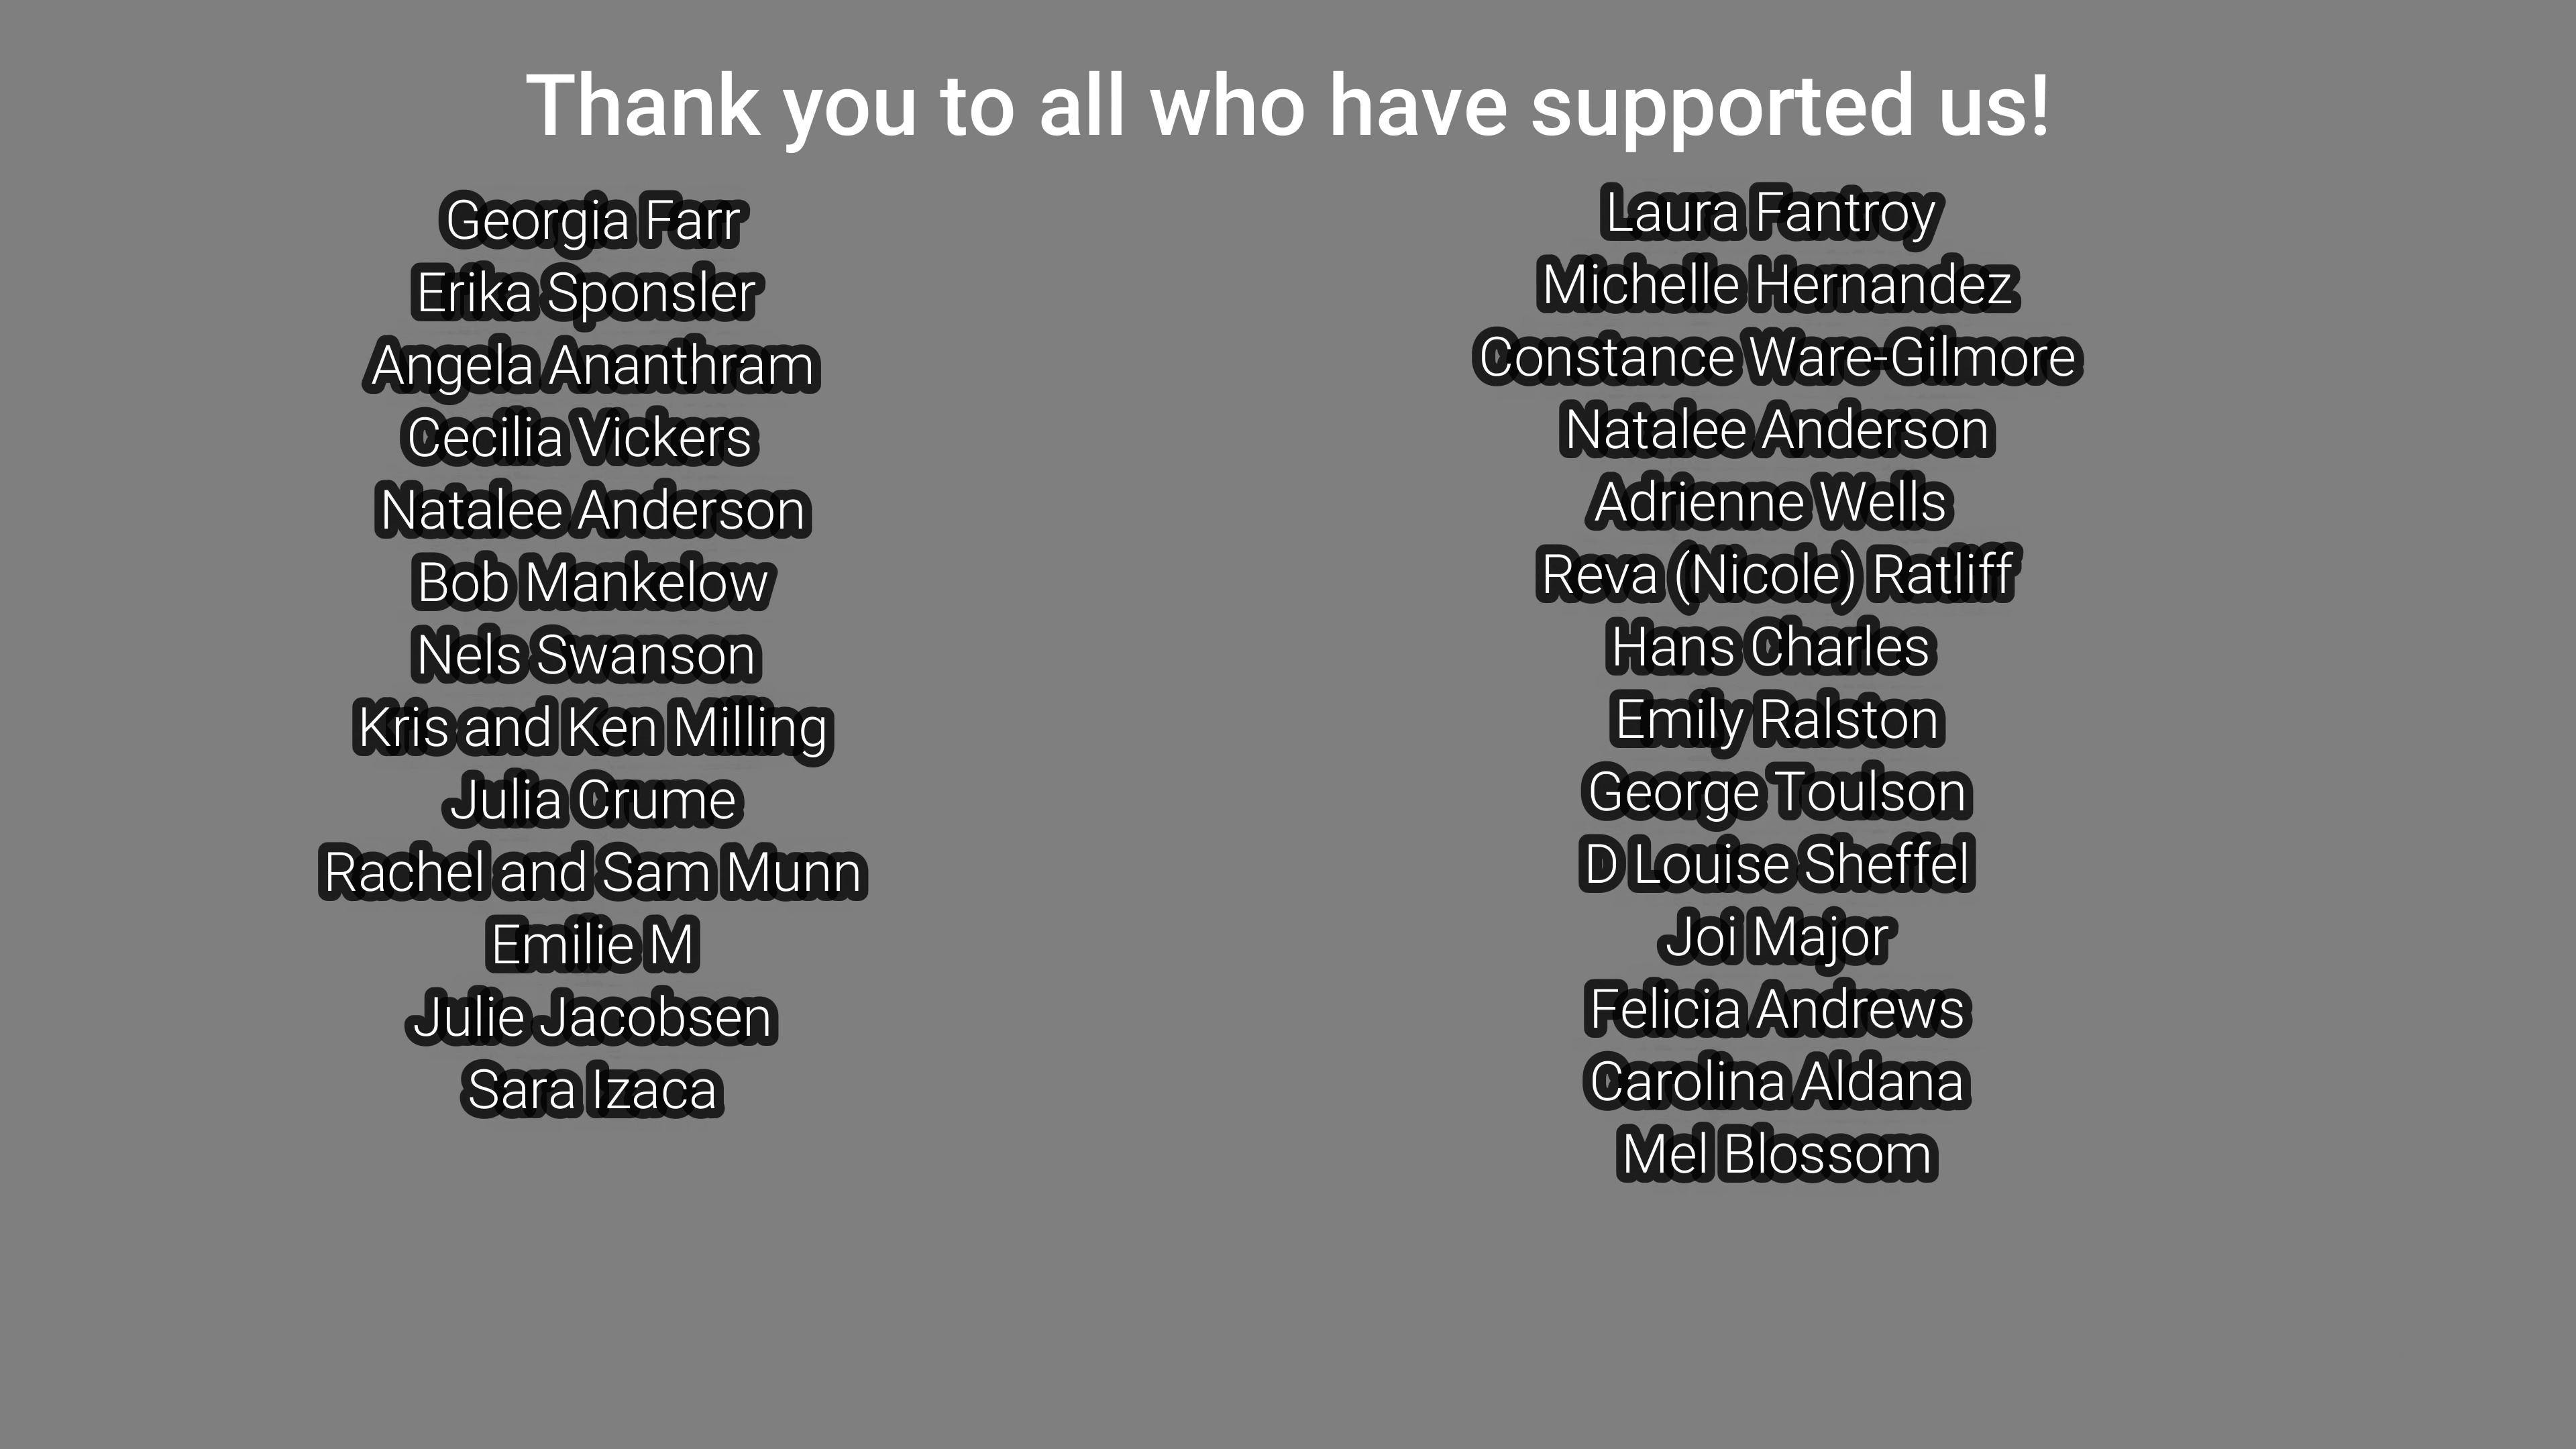 Thank you to all who have supported us!
Georgia Farr
Erika Sponsler
Angela Ananthram
Cecilia Vickers
Natalee Anderson
Bob Mankelow
Nels Swanson
Kris and Ken Milling
Julia Crume
Rachel and Sam Munn
Emilie M
Julie Jacobsen
Sara Izaca
Laura Fantroy
Michelle Hernandez
Constance Ware-Gilmore
Natalee Anderson
Adrienne Wells
Reva (Nicole) Ratliff
Hans Charles
Emily Ralston
George Toulson
D Louise Sheffel
Joi Major
Felicia Andrews
Carolina Aldana
Mel Blossom